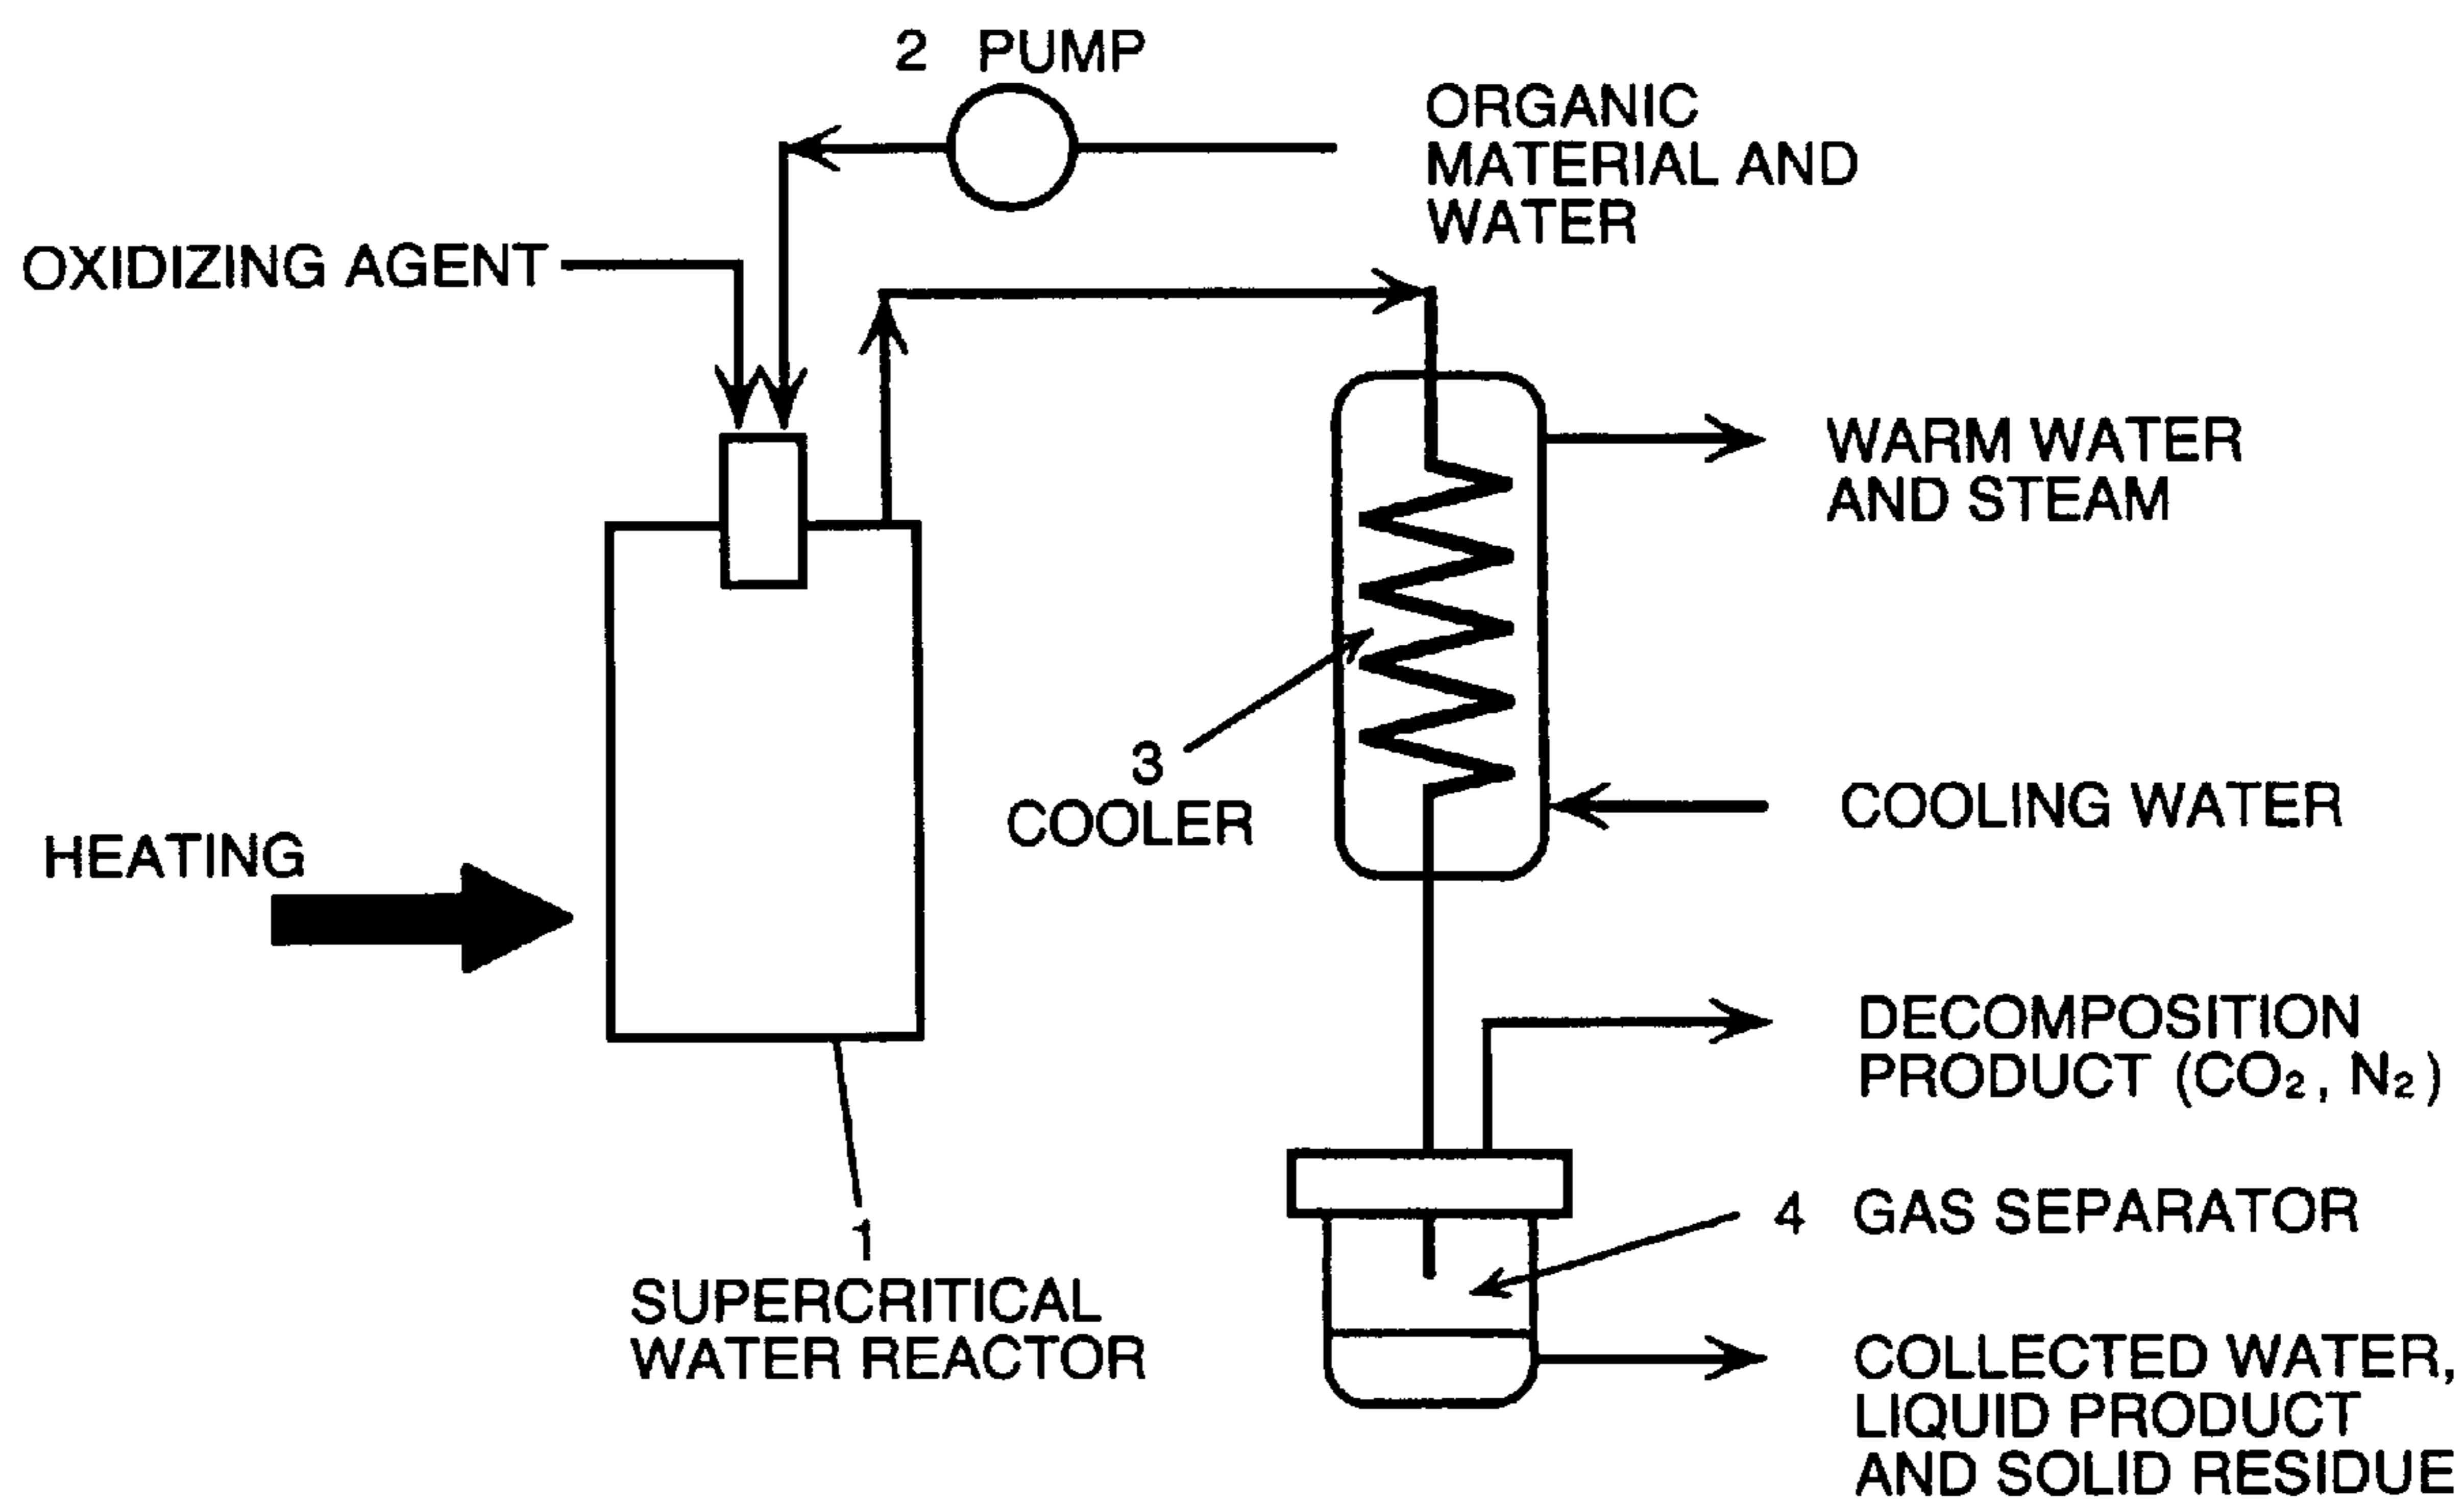 2 PUMP
ORGANIC
MATERIAL AND
WATER
OXIDIZING AGENT
WARM WATER
AND STEAM
3
COOLER
COOLING WATER
HEATING
DECOMPOSITION
PRODUCT (CO₂, N₂)
4 GAS SEPARATOR
1
SUPERCRITICAL
WATER REACTOR
COLLECTED WATER,
LIQUID PRODUCT
AND SOLID RESIDUE